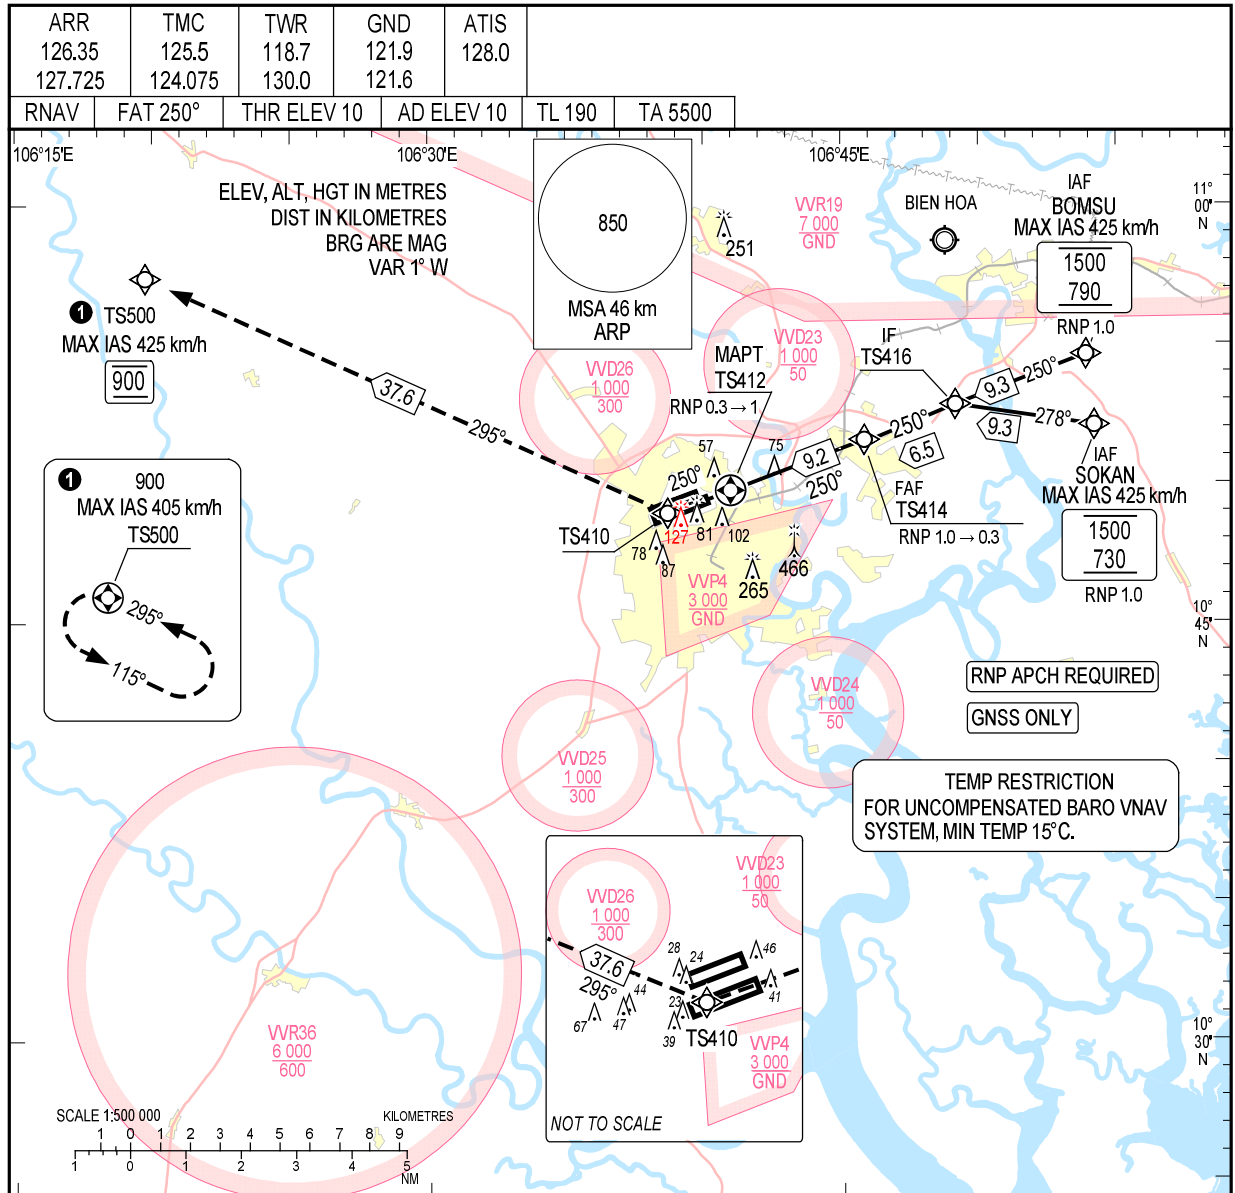 ARR
126.35
127.725
TMC
125.5
124.075
TWR
118.7
130.0
GND
121.9
121.6
ATIS
128.0
RNAV
FAT 250°
THR ELEV 10
AD ELEV 10
TL 190
TA 5500
106°15'E
106°30'E
106°45'E
ELEV, ALT, HGT IN METRES
DIST IN KILOMETRES
BRG ARE MAG
VAR 1° W
850
MSA 46 km
ARP
251
VVR19
7 000
GND
BIEN HOA
IAF
BOMSU
MAX IAS 425 km/h
1500
790
RNP 1.0
11°
00'
N
1
TS500
MAX IAS 425 km/h
900
37.6
295°
VVD26
1 000
300
VVD23
1 000
50
MAPT
TS412
RNP 0.3 → 1
IF
TS416
9.3
250°
250°
9.3
278°
6.5
9.2
250°
IAF
SOKAN
MAX IAS 425 km/h
1500
730
RNP 1.0
FAF
TS414
RNP 1.0 → 0.3
57
75
250°
TS410
127
81
102
78
87
265
466
VVP4
3 000
GND
1
900
MAX IAS 405 km/h
TS500
295°
115°
10°
45'
N
RNP APCH REQUIRED
GNSS ONLY
VVD24
1 000
50
VVD25
1 000
300
TEMP RESTRICTION
FOR UNCOMPENSATED BARO VNAV
SYSTEM, MIN TEMP 15°C.
VVD26
1 000
300
VVD23
1 000
50
37.6
295°
28
24
46
44
47
67
23
39
41
TS410
VVP4
3 000
GND
NOT TO SCALE
VVR36
6 000
600
10°
30'
N
SCALE 1:500 000
KILOMETRES
1 0 1 2 3 4 5 6 7 8 9
1 0 1 2 3 4 5
NM